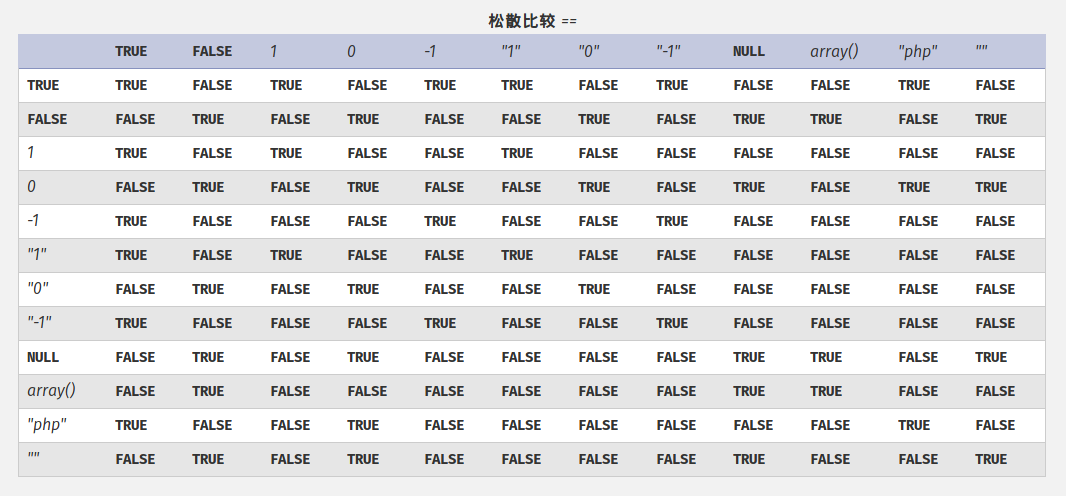 松散比较 ==
TRUE FALSE 1 0 -1 "1" "0" "-1" NULL array() "php" ""
TRUE TRUE FALSE TRUE FALSE TRUE TRUE FALSE TRUE FALSE FALSE TRUE FALSE
FALSE FALSE TRUE FALSE TRUE FALSE FALSE TRUE FALSE TRUE TRUE FALSE TRUE
1 TRUE FALSE TRUE FALSE FALSE TRUE FALSE FALSE FALSE FALSE FALSE FALSE
0 FALSE TRUE FALSE TRUE FALSE FALSE TRUE FALSE TRUE FALSE TRUE TRUE
-1 TRUE FALSE FALSE FALSE TRUE FALSE FALSE TRUE FALSE FALSE FALSE FALSE
"1" TRUE FALSE TRUE FALSE FALSE TRUE FALSE FALSE FALSE FALSE FALSE FALSE
"0" FALSE TRUE FALSE TRUE FALSE FALSE TRUE FALSE FALSE FALSE FALSE FALSE
"-1" TRUE FALSE FALSE FALSE TRUE FALSE FALSE TRUE FALSE FALSE FALSE FALSE
NULL FALSE TRUE FALSE TRUE FALSE FALSE FALSE FALSE TRUE TRUE FALSE TRUE
array() FALSE TRUE FALSE FALSE FALSE FALSE FALSE FALSE TRUE TRUE FALSE FALSE
"php" TRUE FALSE FALSE TRUE FALSE FALSE FALSE FALSE FALSE FALSE TRUE FALSE
"" FALSE TRUE FALSE TRUE FALSE FALSE FALSE FALSE TRUE FALSE FALSE TRUE